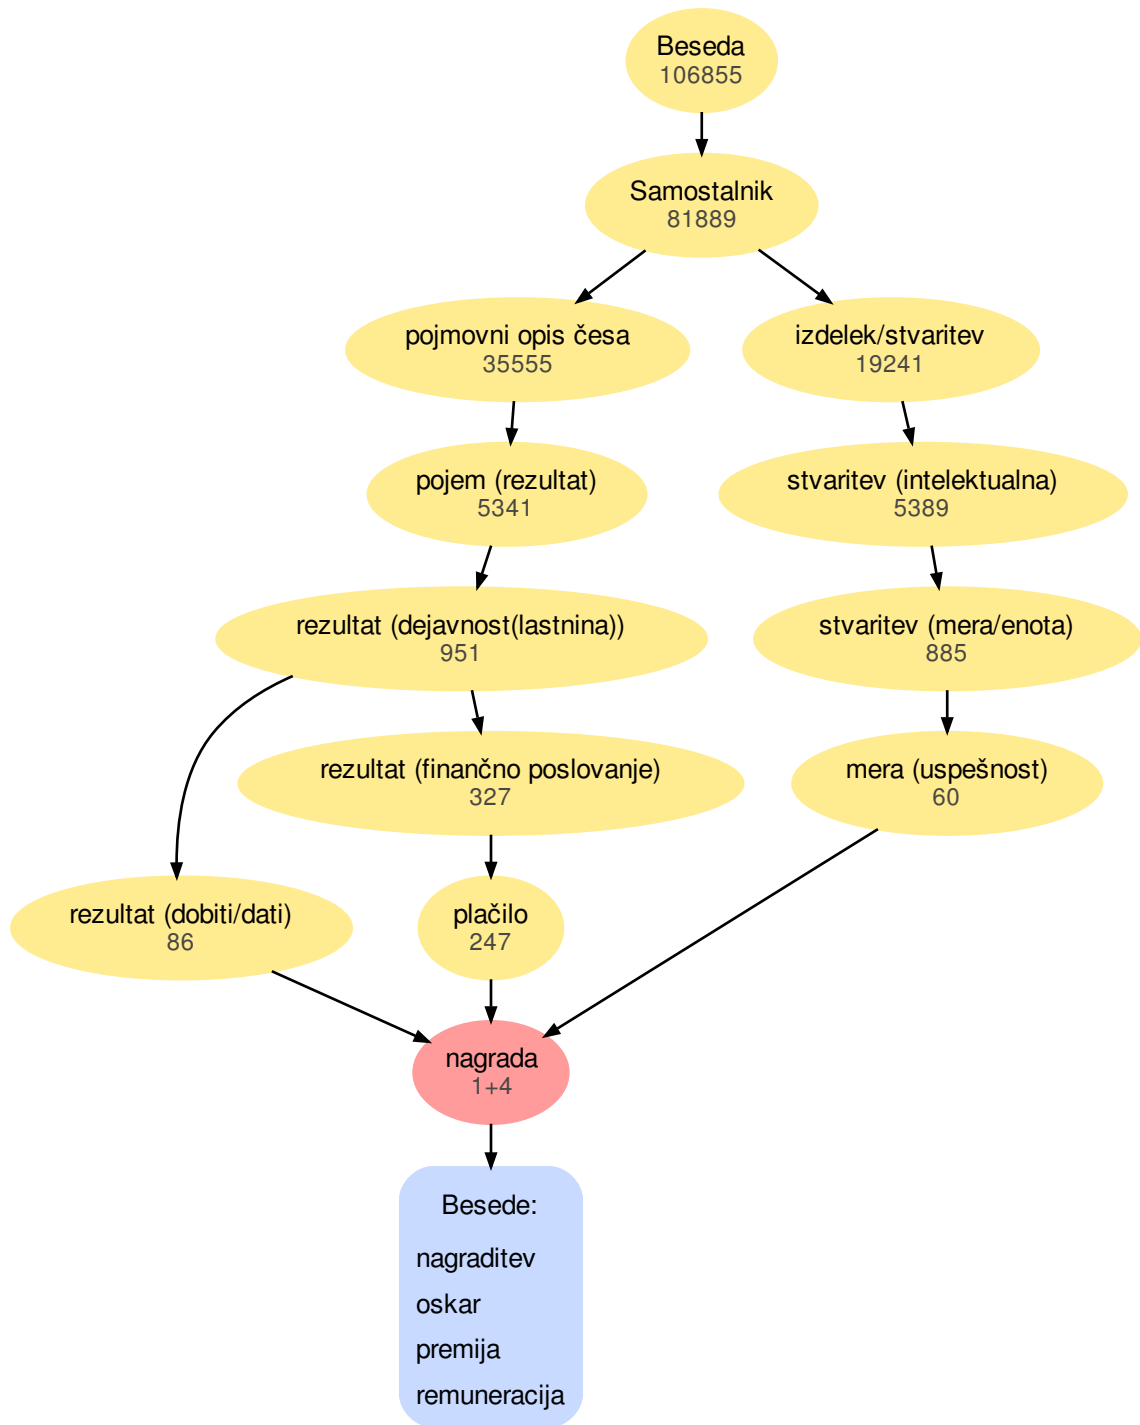 Beseda
106855
Samostalnik
81889
pojmovni opis česa
35555
izdelek/stvaritev
19241
pojem (rezultat)
5341
stvaritev (intelektualna)
5389
rezultat (dejavnost(lastnina))
951
stvaritev (mera/enota)
885
rezultat (finančno poslovanje)
327
mera (uspešnost)
60
rezultat (dobiti/dati)
86
plačilo
247
nagrada
1+4
Besede:
nagraditev
oskar
premija
remuneracija